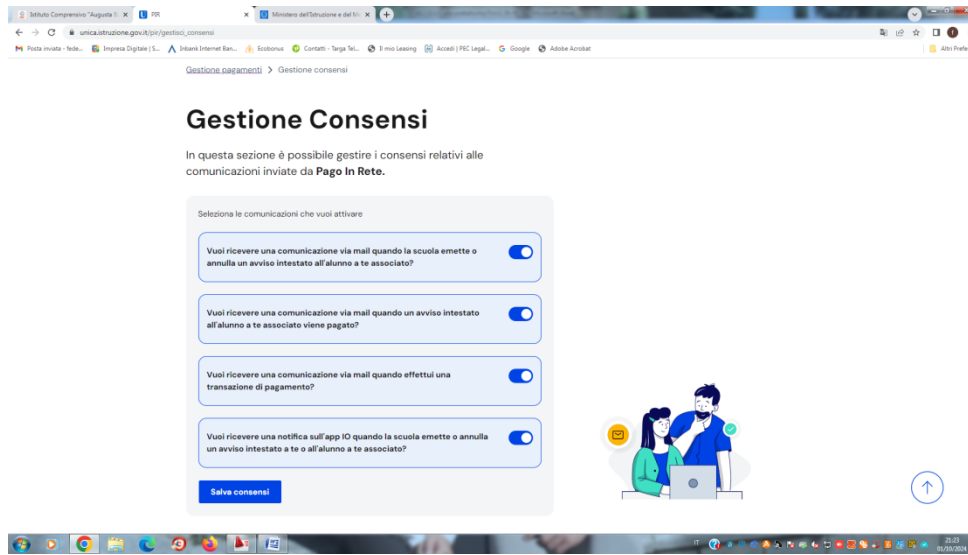 Istituto Comprensivo "Augusta
PIR
Ministero dell'Istruzione e del M
unica.istruzione.gov.it/pir/gestisci_consensi
Posta inviata - fede... Impresa Digitale | S... Inbank Internet Ban... Ecobonus Contatti - Targa Tel... Il mio Leasing Accedi | PEC Legal... Google Adobe Acrobat Altri Prefe
Gestione pagamenti > Gestione consensi
Gestione Consensi
In questa sezione è possibile gestire i consensi relativi alle
comunicazioni inviate da Pago In Rete.
Seleziona le comunicazioni che vuoi attivare
Vuoi ricevere una comunicazione via mail quando la scuola emette o
annulla un avviso intestato all'alunno a te associato?
Vuoi ricevere una comunicazione via mail quando un avviso intestato
all'alunno a te associato viene pagato?
Vuoi ricevere una comunicazione via mail quando effettui una
transazione di pagamento?
Vuoi ricevere una notifica sull'app IO quando la scuola emette o annulla
un avviso intestato a te o all'alunno a te associato?
Salva consensi
IT
21:23
01/10/2024